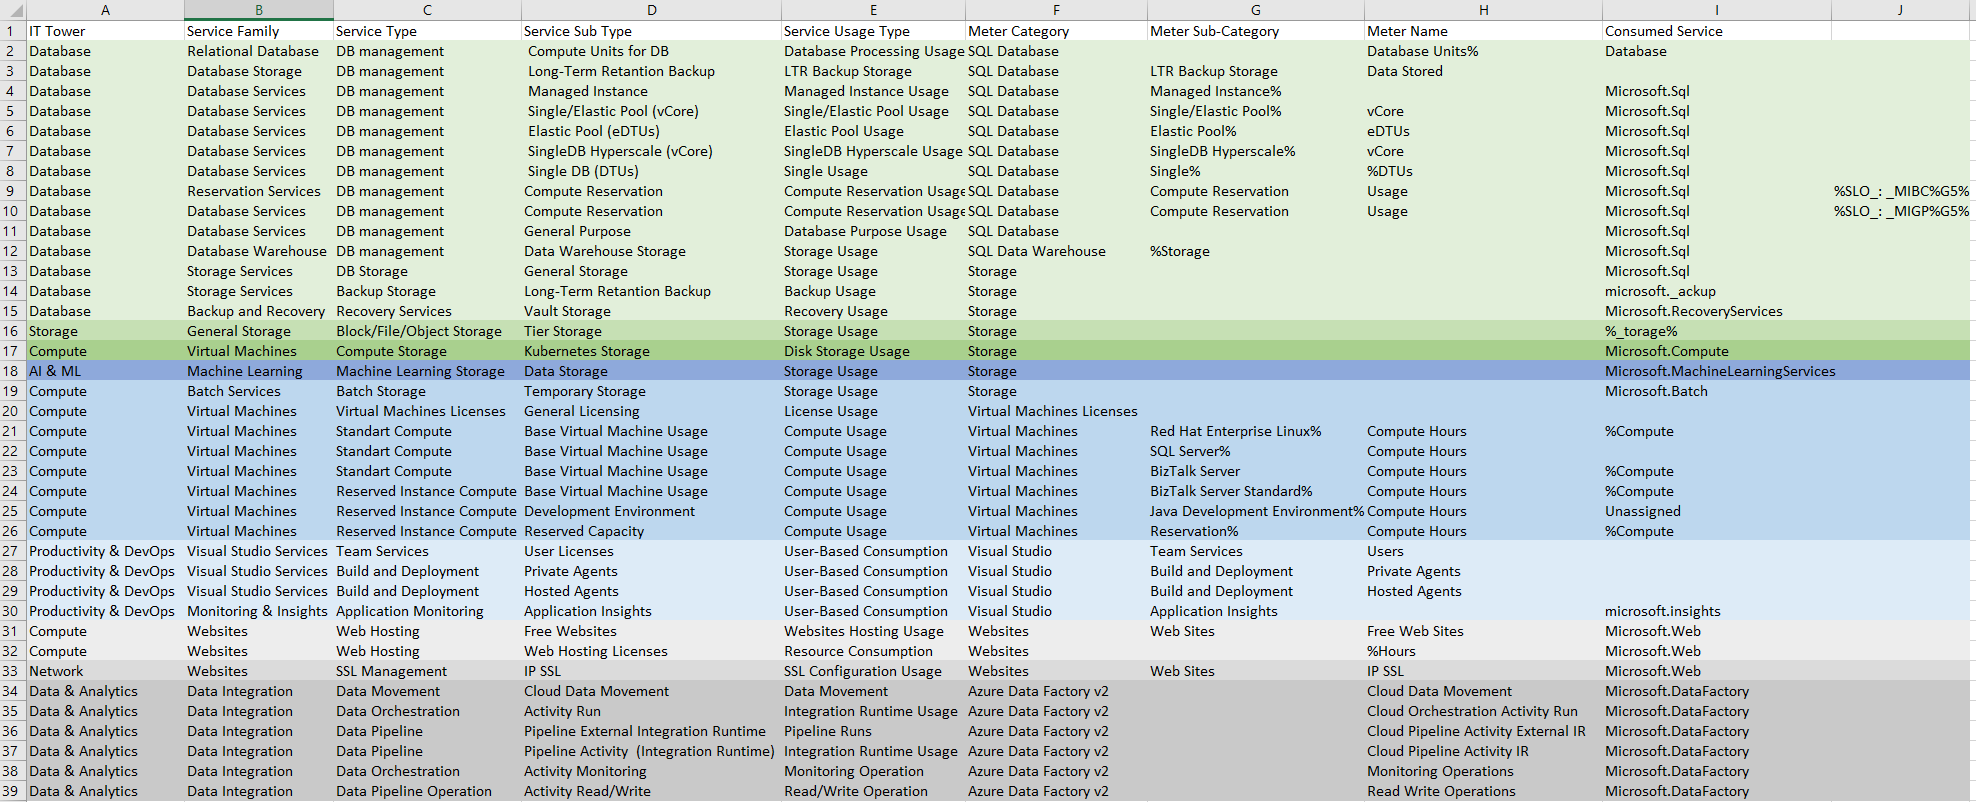 A B C D E F G H I J
1 IT Tower Service Family Service Type Service Sub Type Service Usage Type Meter Category Meter Sub-Category Meter Name Consumed Service
2 Database Relational Database DB management Compute Units for DB Database Processing Usage SQL Database Database Units% Database
3 Database Database Storage DB management Long-Term Retantion Backup LTR Backup Storage SQL Database LTR Backup Storage Data Stored
4 Database Database Services DB management Managed Instance Managed Instance Usage SQL Database Managed Instance% Microsoft.Sql
5 Database Database Services DB management Single/Elastic Pool (vCore) Single/Elastic Pool Usage SQL Database Single/Elastic Pool% vCore Microsoft.Sql
6 Database Database Services DB management Elastic Pool (eDTUs) Elastic Pool Usage SQL Database Elastic Pool% eDTUs Microsoft.Sql
7 Database Database Services DB management SingleDB Hyperscale (vCore) SingleDB Hyperscale Usage SQL Database SingleDB Hyperscale% vCore Microsoft.Sql
8 Database Database Services DB management Single DB (DTUs) Single Usage SQL Database Single% %DTUs Microsoft.Sql
9 Database Reservation Services DB management Compute Reservation Compute Reservation Usage SQL Database Compute Reservation Usage Microsoft.Sql %SLO_: _MIBC%G5%
10 Database Database Services DB management Compute Reservation Compute Reservation Usage SQL Database Compute Reservation Usage Microsoft.Sql %SLO_: _MIGP%G5%
11 Database Database Services DB management General Purpose Database Purpose Usage SQL Database Microsoft.Sql
12 Database Database Warehouse DB management Data Warehouse Storage Storage Usage SQL Data Warehouse %Storage Microsoft.Sql
13 Database Storage Services DB Storage General Storage Storage Usage Storage Microsoft.Sql
14 Database Storage Services Backup Storage Long-Term Retantion Backup Backup Usage Storage microsoft._ackup
15 Database Backup and Recovery Recovery Services Vault Storage Recovery Usage Storage Microsoft.RecoveryServices
16 Storage General Storage Block/File/Object Storage Tier Storage Storage Usage Storage %_torage%
17 Compute Virtual Machines Compute Storage Kubernetes Storage Disk Storage Usage Storage Microsoft.Compute
18 AI & ML Machine Learning Machine Learning Storage Data Storage Storage Usage Storage Microsoft.MachineLearningServices
19 Compute Batch Services Batch Storage Temporary Storage Storage Usage Storage Microsoft.Batch
20 Compute Virtual Machines Virtual Machines Licenses General Licensing License Usage Virtual Machines Licenses
21 Compute Virtual Machines Standart Compute Base Virtual Machine Usage Compute Usage Virtual Machines Red Hat Enterprise Linux% Compute Hours %Compute
22 Compute Virtual Machines Standart Compute Base Virtual Machine Usage Compute Usage Virtual Machines SQL Server% Compute Hours
23 Compute Virtual Machines Standart Compute Base Virtual Machine Usage Compute Usage Virtual Machines BizTalk Server Compute Hours %Compute
24 Compute Virtual Machines Reserved Instance Compute Base Virtual Machine Usage Compute Usage Virtual Machines BizTalk Server Standard% Compute Hours %Compute
25 Compute Virtual Machines Reserved Instance Compute Development Environment Compute Usage Virtual Machines Java Development Environment% Compute Hours Unassigned
26 Compute Virtual Machines Reserved Instance Compute Reserved Capacity Compute Usage Virtual Machines Reservation% Compute Hours %Compute
27 Productivity & DevOps Visual Studio Services Team Services User Licenses User-Based Consumption Visual Studio Team Services Users
28 Productivity & DevOps Visual Studio Services Build and Deployment Private Agents User-Based Consumption Visual Studio Build and Deployment Private Agents
29 Productivity & DevOps Visual Studio Services Build and Deployment Hosted Agents User-Based Consumption Visual Studio Build and Deployment Hosted Agents
30 Productivity & DevOps Monitoring & Insights Application Monitoring Application Insights User-Based Consumption Visual Studio Application Insights microsoft.insights
31 Compute Websites Web Hosting Free Websites Websites Hosting Usage Websites Web Sites Free Web Sites Microsoft.Web
32 Compute Websites Web Hosting Web Hosting Licenses Resource Consumption Websites %Hours Microsoft.Web
33 Network Websites SSL Management IP SSL SSL Configuration Usage Websites Web Sites IP SSL Microsoft.Web
34 Data & Analytics Data Integration Data Movement Cloud Data Movement Data Movement Azure Data Factory v2 Cloud Data Movement Microsoft.DataFactory
35 Data & Analytics Data Integration Data Orchestration Activity Run Integration Runtime Usage Azure Data Factory v2 Cloud Orchestration Activity Run Microsoft.DataFactory
36 Data & Analytics Data Integration Data Pipeline Pipeline External Integration Runtime Pipeline Runs Azure Data Factory v2 Cloud Pipeline Activity External IR Microsoft.DataFactory
37 Data & Analytics Data Integration Data Pipeline Pipeline Activity (Integration Runtime) Integration Runtime Usage Azure Data Factory v2 Cloud Pipeline Activity IR Microsoft.DataFactory
38 Data & Analytics Data Integration Data Orchestration Activity Monitoring Monitoring Operation Azure Data Factory v2 Monitoring Operations Microsoft.DataFactory
39 Data & Analytics Data Integration Data Pipeline Operation Activity Read/Write Read/Write Operation Azure Data Factory v2 Read Write Operations Microsoft.DataFactory